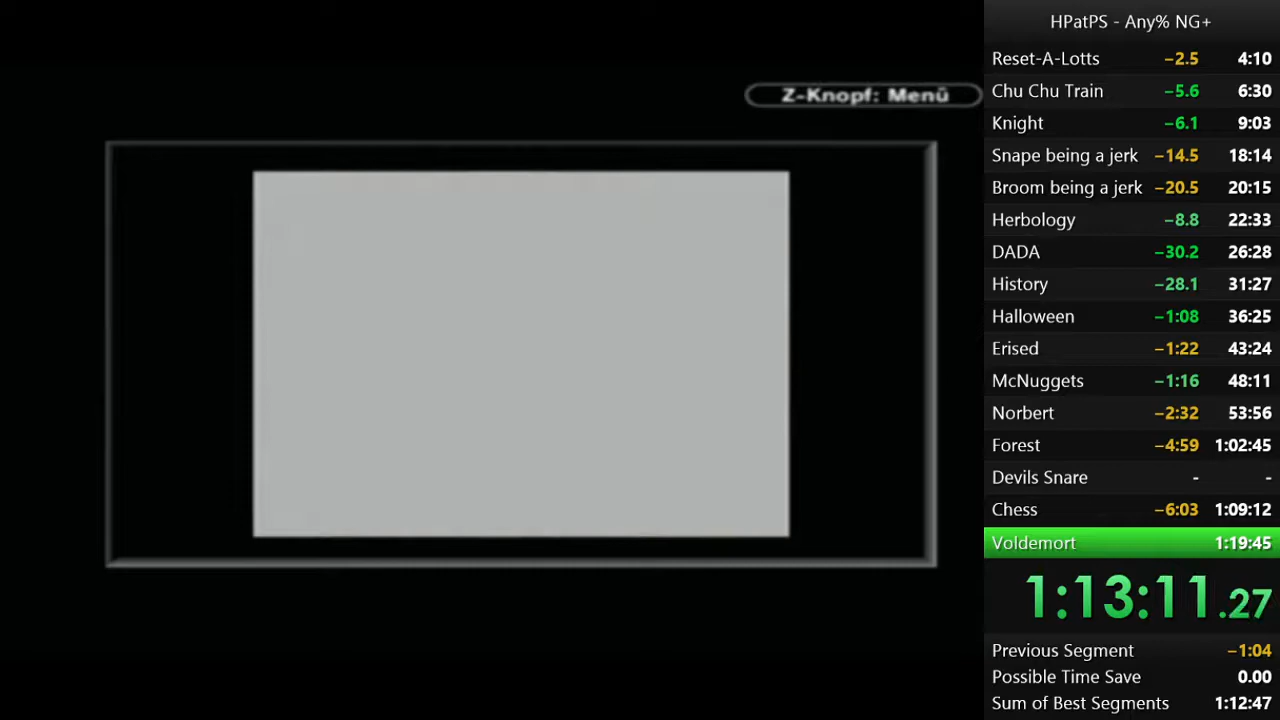 Z-Knopf: Menü
HPatPS - Any% NG+
Reset-A-Lotts −2.5 4:10
Chu Chu Train −5.6 6:30
Knight −6.1 9:03
Snape being a jerk −14.5 18:14
Broom being a jerk −20.5 20:15
Herbology −8.8 22:33
DADA −30.2 26:28
History −28.1 31:27
Halloween −1:08 36:25
Erised −1:22 43:24
McNuggets −1:16 48:11
Norbert −2:32 53:56
Forest −4:59 1:02:45
Devils Snare - -
Chess −6:03 1:09:12
Voldemort 1:19:45
1:13:11.27
Previous Segment −1:04
Possible Time Save 0.00
Sum of Best Segments 1:12:47